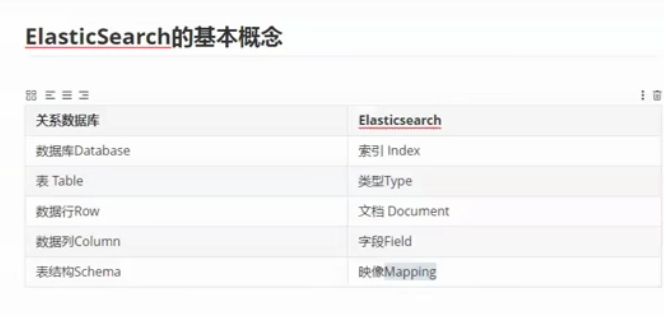 ElasticSearch的基本概念
关系数据库 Elasticsearch
数据库Database 索引 Index
表 Table 类型Type
数据行Row 文档 Document
数据列Column 字段Field
表结构Schema 映像Mapping